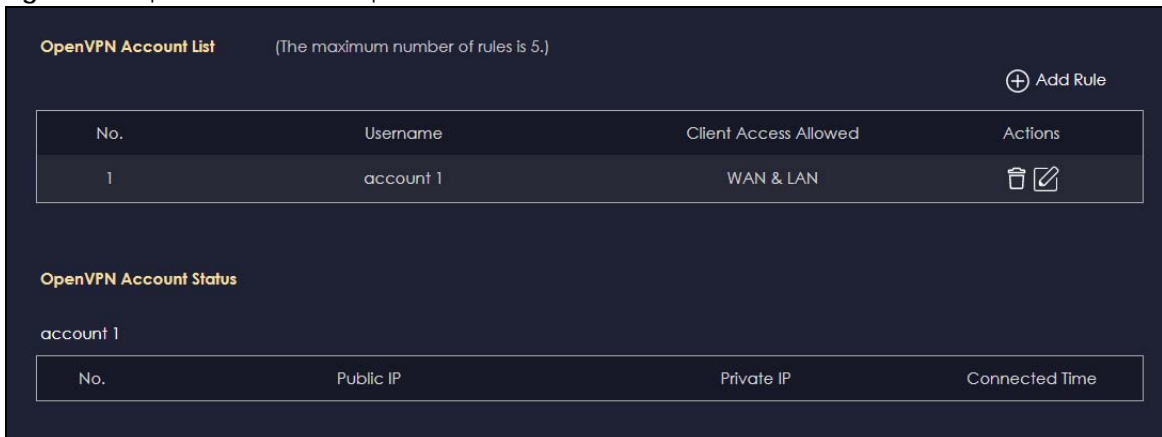 OpenVPN Account List (The maximum number of rules is 5.)
Add Rule
No. Username Client Access Allowed Actions
1 account 1 WAN & LAN
OpenVPN Account Status
account 1
No. Public IP Private IP Connected Time